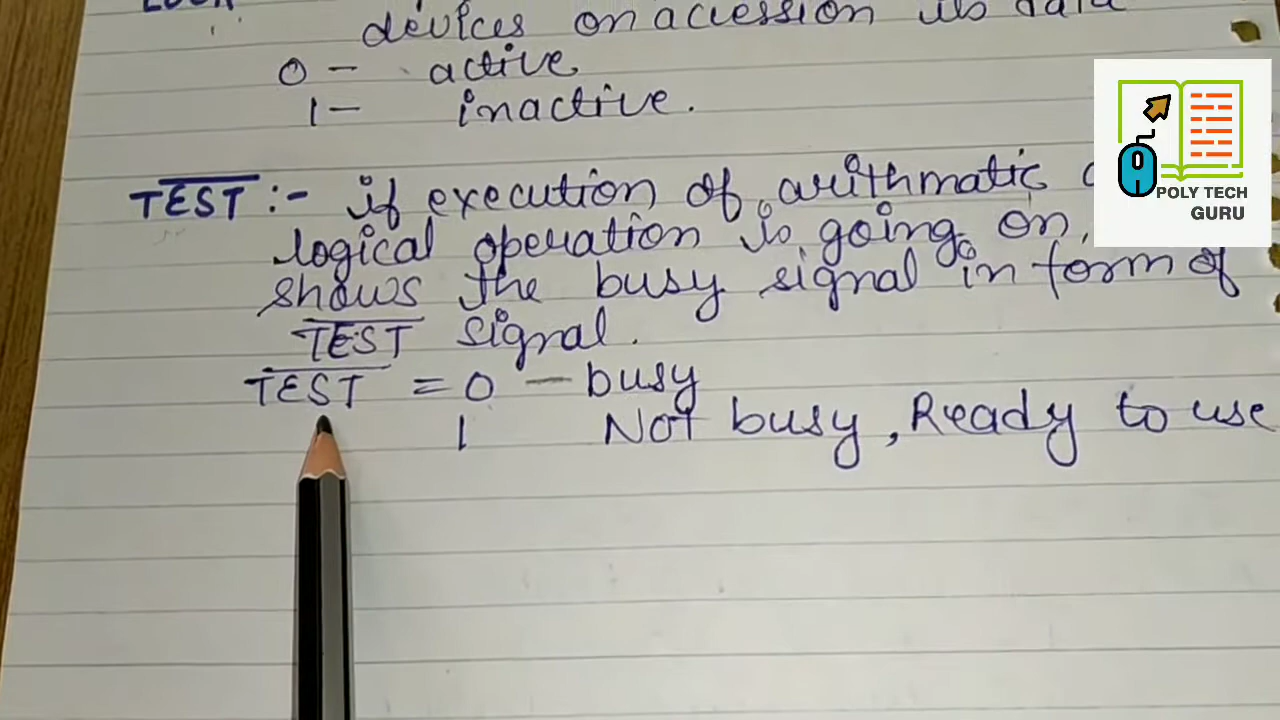 LOCK
devices on accession its data
0 - active
1 - inactive.
TEST :- if execution of arithmatic
logical operation is going on,
shows the busy signal in form of
TEST signal.
TEST = 0 - busy
1 Not busy, Ready to use
POLY TECH
GURU